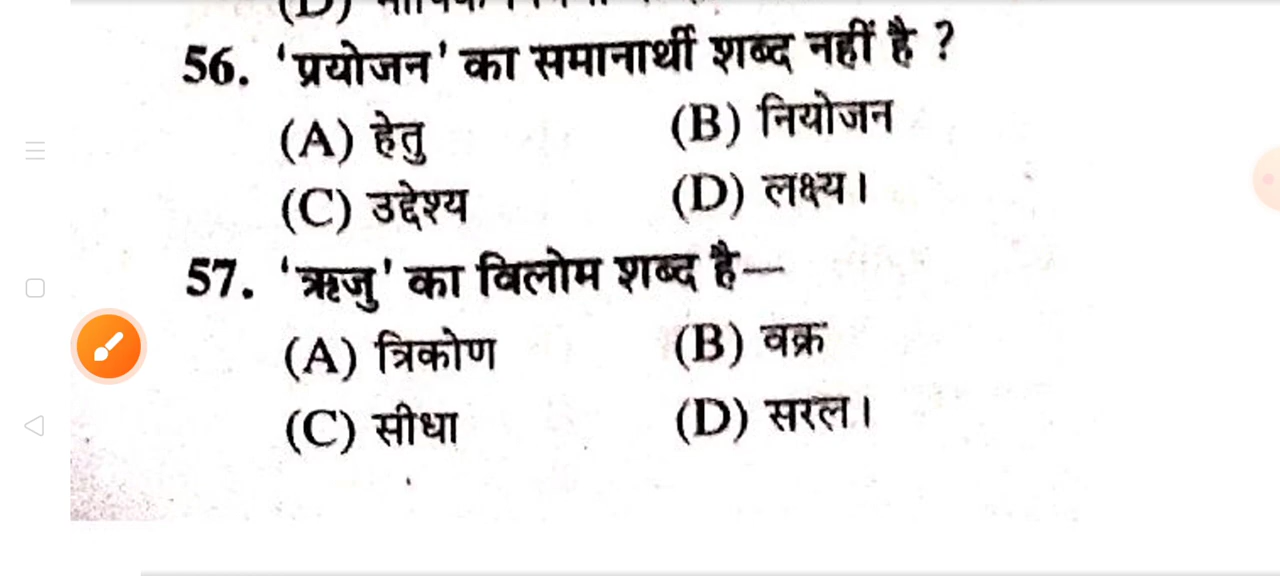 56. 'प्रयोजन' का समानार्थी शब्द नहीं है ?
(A) हेतु (B) नियोजन
(C) उद्देश्य (D) लक्ष्य।
57. 'ऋजु' का विलोम शब्द है—
(A) त्रिकोण (B) वक्र
(C) सीधा (D) सरल।